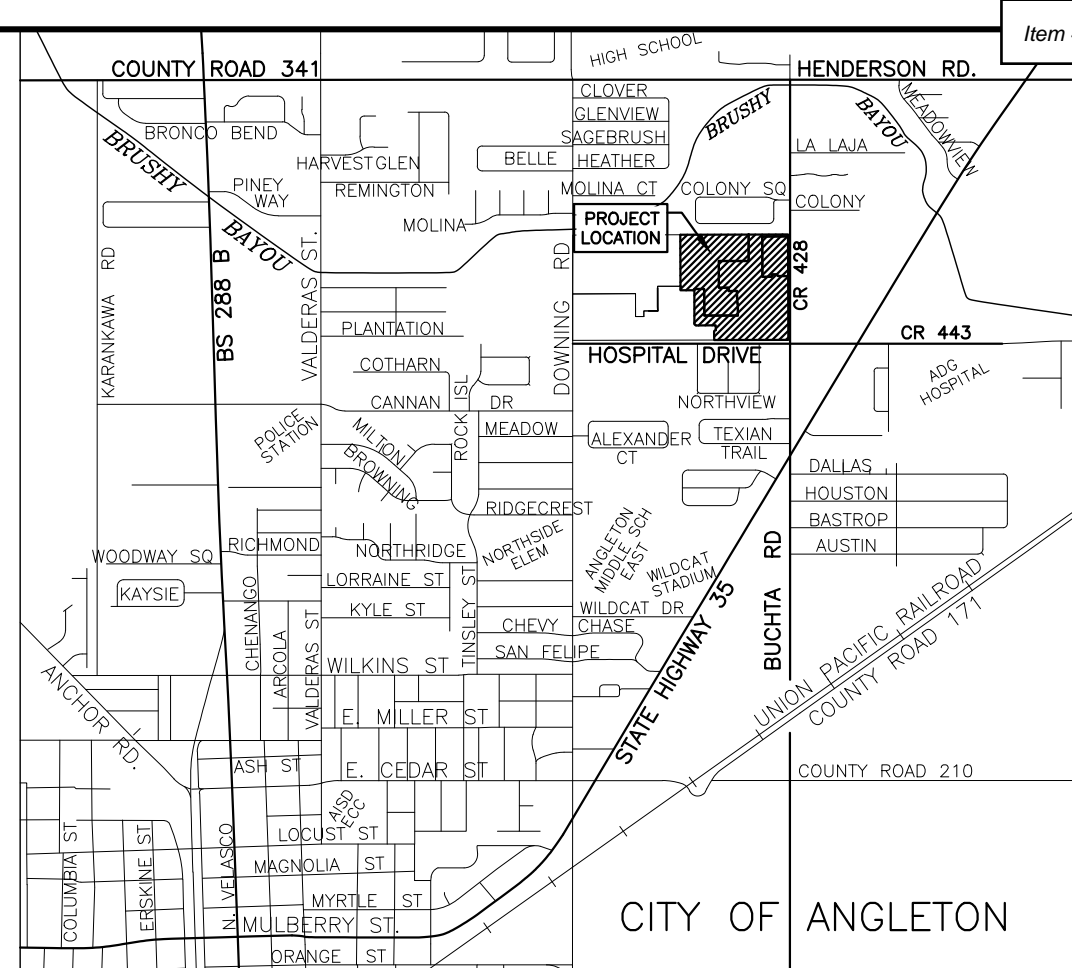 Item
HIGH SCHOOL
COUNTY ROAD 341
HENDERSON RD.
CLOVER
GLENVIEW
SAGEBRUSH
HEATHER
BRUSHY
BAYOU
MEADOWVIEW
BRONCO BEND
BRUSHY
BAYOU
HARVEST GLEN
BELLE
LA LAJA
PINEY
WAY
REMINGTON
MOLINA CT
COLONY SQ
COLONY
MOLINA
PROJECT
LOCATION
KARANKAWA RD
BS 288 B
VALDERAS ST.
DOWNING RD
CR 428
PLANTATION
CR 443
HOSPITAL DRIVE
COTHARN
ROCK ISL
ADG
HOSPITAL
CANNAN DR
NORTHVIEW
POLICE
STATION
MILTON
BROWNING
MEADOW
ALEXANDER
CT
TEXIAN
TRAIL
DALLAS
HOUSTON
BASTROP
AUSTIN
RIDGECREST
NORTHSIDE
ELEM
ANGLETON
MIDDLE SCH
EAST
WILDCAT
STADIUM
BUCHTA RD
WOODWAY SQ
RICHMOND
NORTHRIDGE
LORRAINE ST
KAYSIE
KYLE ST
TINSLEY ST
WILDCAT DR
CHENANGO
ARCOLA
VALDERAS ST
CHEVY CHASE
SAN FELIPE
WILKINS ST
STATE HIGHWAY 35
UNION PACIFIC RAILROAD
COUNTY ROAD 171
ANCHOR RD.
E. MILLER ST
ASH ST
E. CEDAR ST
COUNTY ROAD 210
AISD
ECC
LOCUST ST
COLUMBIA ST
ERSKINE ST
N. VELASCO
MAGNOLIA ST
MYRTLE ST
MULBERRY ST.
ORANGE ST
CITY OF ANGLETON